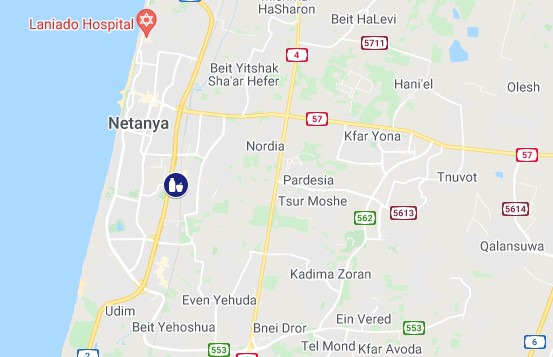 HaSharon
Beit HaLevi
Laniado Hospital
5711
4
Beit Yitshak
Sha'ar Hefer
Hani'el
Olesh
Netanya
57
Kfar Yona
Nordia
57
Pardesia
Tnuvot
Tsur Moshe
562
5613
5614
Qalansuwa
Kadima Zoran
Even Yehuda
Udim
Beit Yehoshua
Bnei Dror
Ein Vered
553
Tel Mond
Kfar Avoda
6
553
2